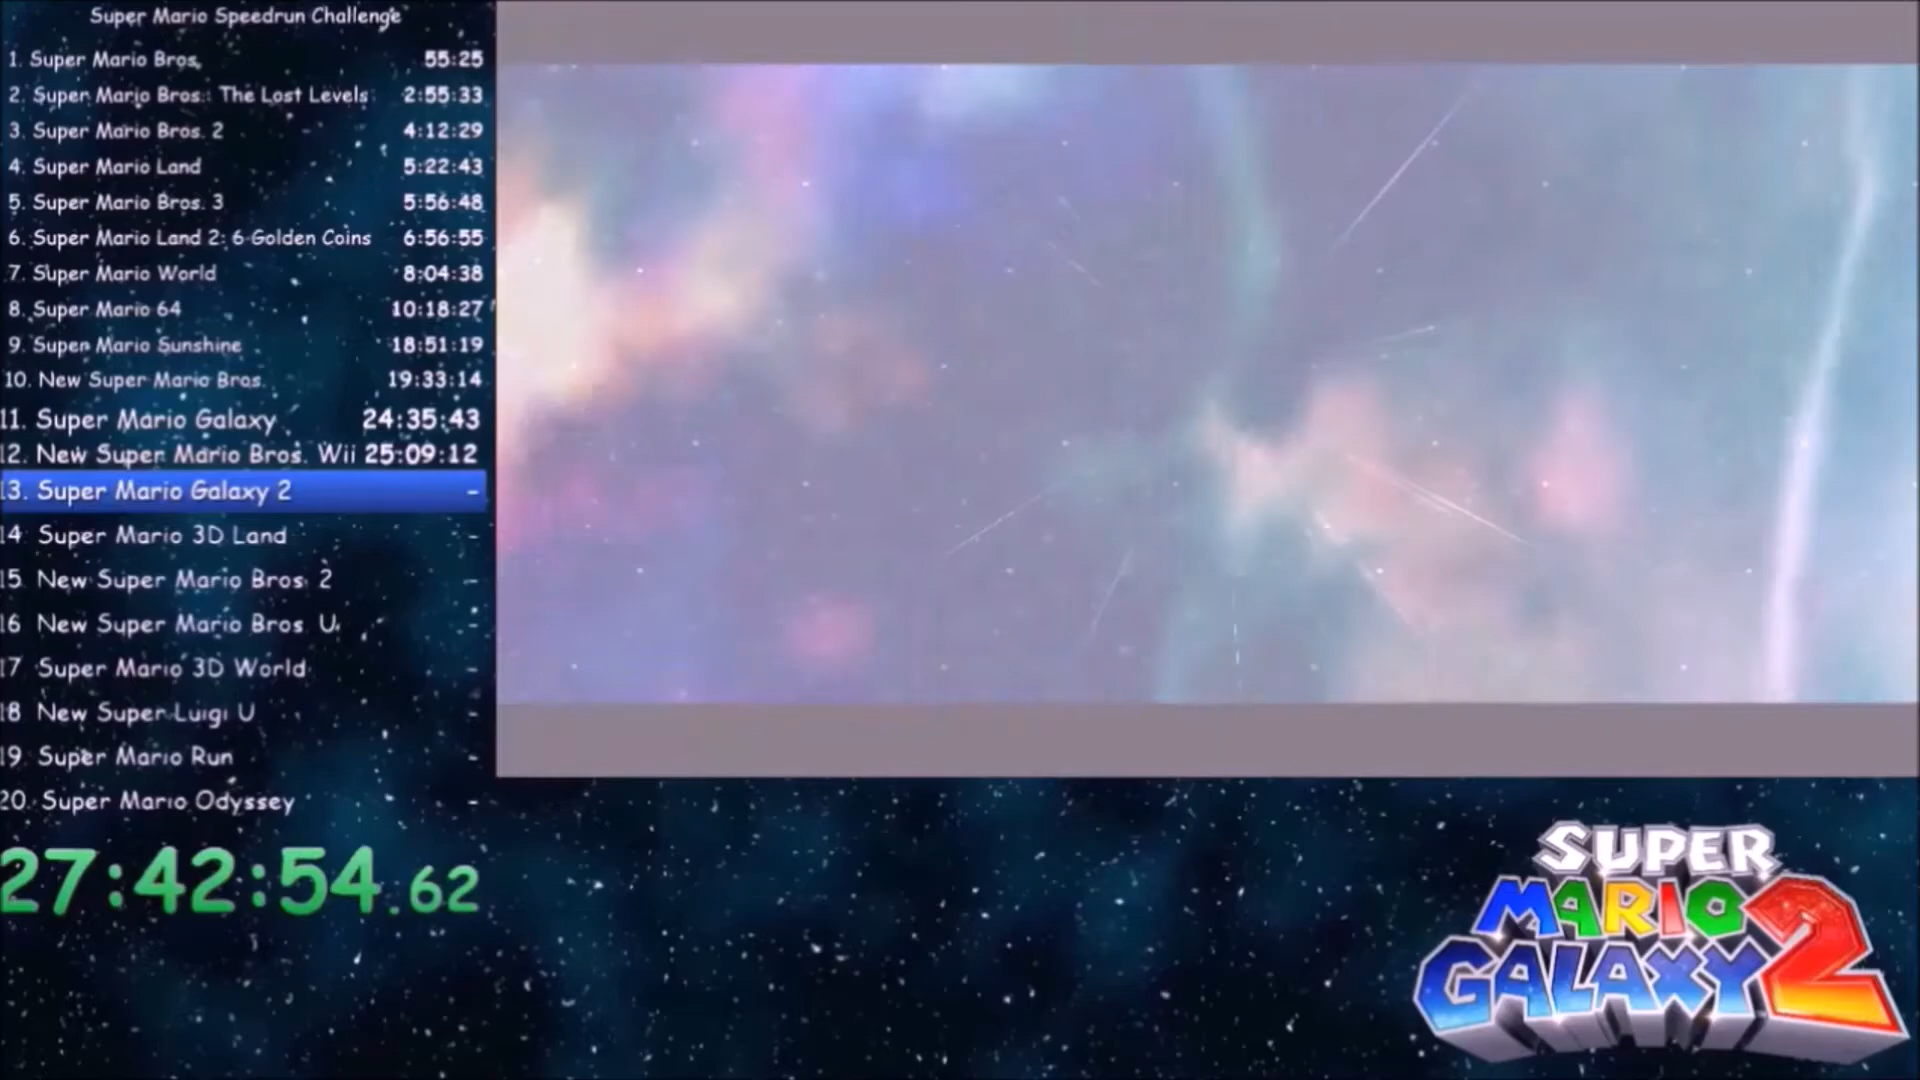 Super Mario Speedrun Challenge
1. Super Mario Bros. 55:25
2. Super Mario Bros.: The Lost Levels 2:55:33
3. Super Mario Bros. 2 4:12:29
4. Super Mario Land 5:22:43
5. Super Mario Bros. 3 5:56:48
6. Super Mario Land 2: 6 Golden Coins 6:56:55
7. Super Mario World 8:04:38
8. Super Mario 64 10:18:27
9. Super Mario Sunshine 18:51:19
10. New Super Mario Bros. 19:33:14
11. Super Mario Galaxy 24:35:43
12. New Super Mario Bros. Wii 25:09:12
13. Super Mario Galaxy 2 -
14 Super Mario 3D Land -
15 New Super Mario Bros. 2 -
16 New Super Mario Bros U -
17 Super Mario 3D World -
18 New Super Luigi U -
19 Super Mario Run -
20. Super Mario Odyssey -
27:42:54.62
SUPER
MARIO
GALAXY 2